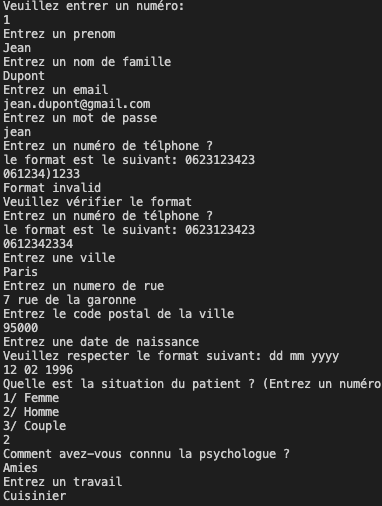 Veuillez entrer un numéro:
1
Entrez un prenom
Jean
Entrez un nom de famille
Dupont
Entrez un email
jean.dupont@gmail.com
Entrez un mot de passe
jean
Entrez un numéro de télphone ?
le format est le suivant: 0623123423
061234)1233
Format invalid
Veuillez vérifier le format
Entrez un numéro de télphone ?
le format est le suivant: 0623123423
0612342334
Entrez une ville
Paris
Entrez un numero de rue
7 rue de la garonne
Entrez le code postal de la ville
95000
Entrez une date de naissance
Veuillez respecter le format suivant: dd mm yyyy
12 02 1996
Quelle est la situation du patient ? (Entrez un numéro
1/ Femme
2/ Homme
3/ Couple
2
Comment avez-vous connnu la psychologue ?
Amies
Entrez un travail
Cuisinier